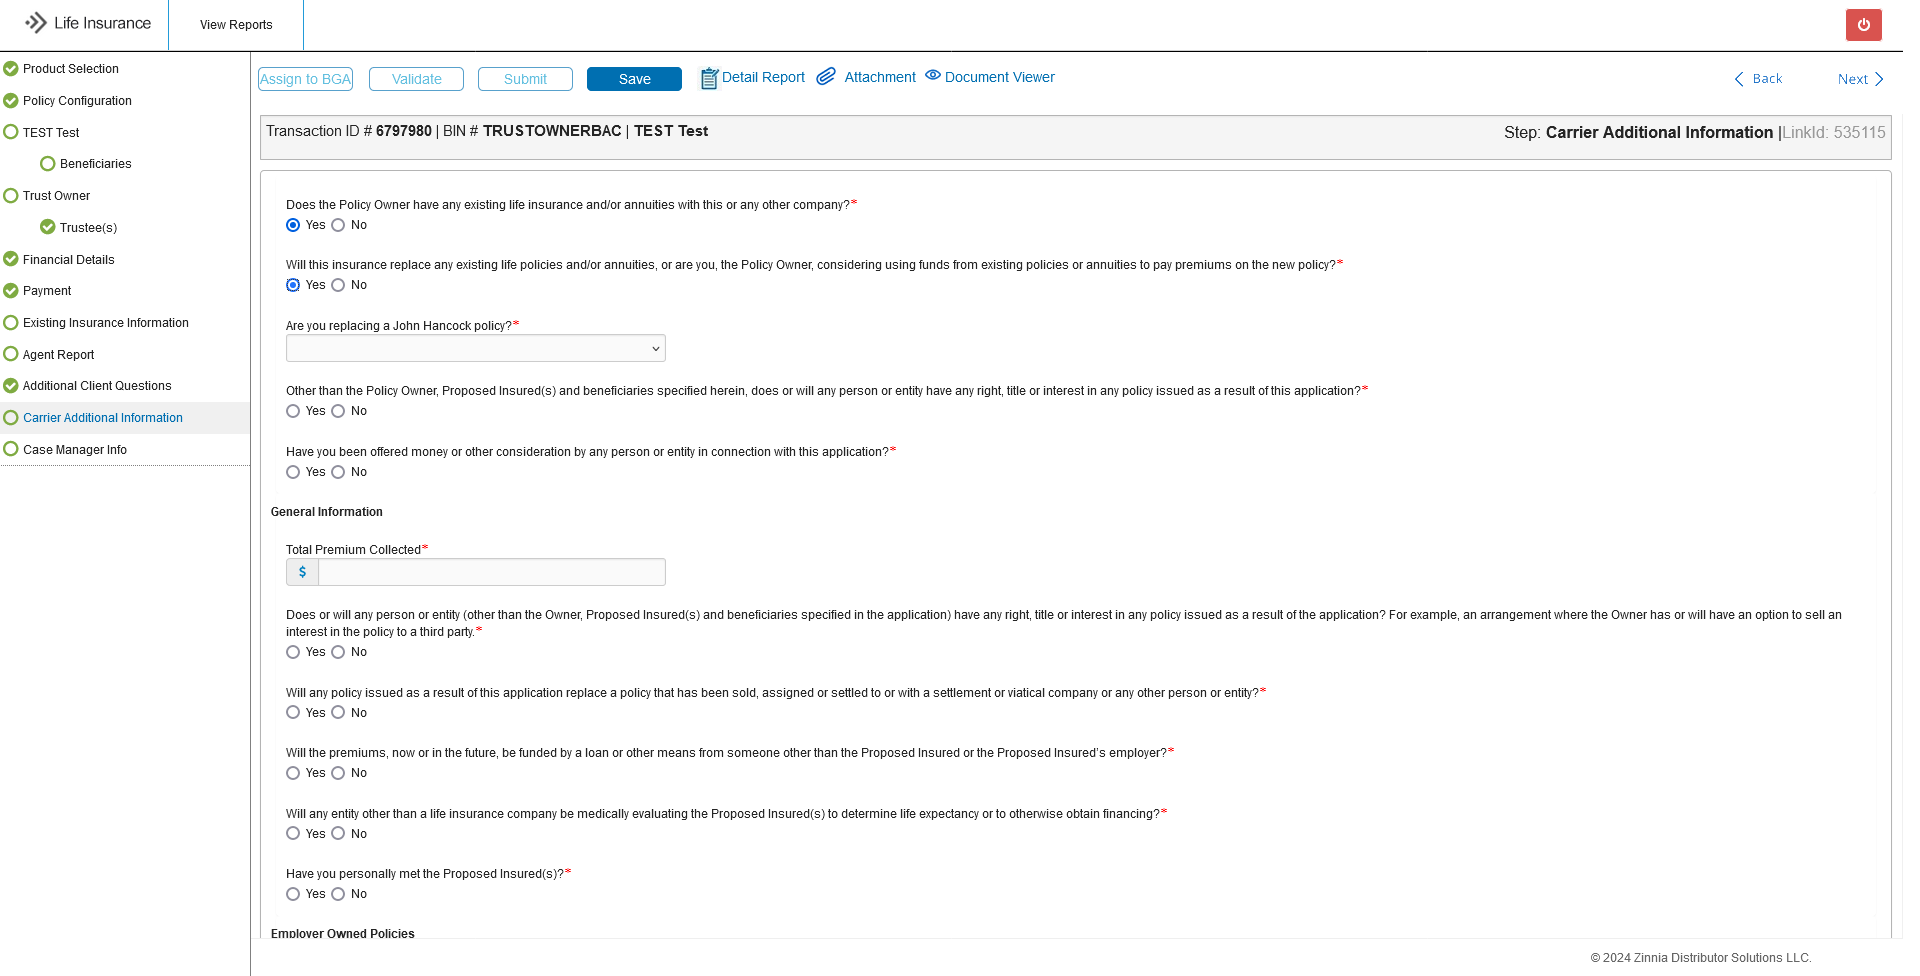 Life Insurance
View Reports
Product Selection
Policy Configuration
TEST Test
Beneficiaries
Trust Owner
Trustee(s)
Financial Details
Payment
Existing Insurance Information
Agent Report
Additional Client Questions
Carrier Additional Information
Case Manager Info
Assign to BGA Validate Submit Save Detail Report Attachment Document Viewer Back Next
Transaction ID # 6797980 | BIN # TRUSTOWNERBAC | TEST Test
Step: Carrier Additional Information |LinkId: 535115
Does the Policy Owner have any existing life insurance and/or annuities with this or any other company?*
Yes No
Will this insurance replace any existing life policies and/or annuities, or are you, the Policy Owner, considering using funds from existing policies or annuities to pay premiums on the new policy?*
Yes No
Are you replacing a John Hancock policy?*
Other than the Policy Owner, Proposed Insured(s) and beneficiaries specified herein, does or will any person or entity have any right, title or interest in any policy issued as a result of this application?*
Yes No
Have you been offered money or other consideration by any person or entity in connection with this application?*
Yes No
General Information
Total Premium Collected*
$
Does or will any person or entity (other than the Owner, Proposed Insured(s) and beneficiaries specified in the application) have any right, title or interest in any policy issued as a result of the application? For example, an arrangement where the Owner has or will have an option to sell an
interest in the policy to a third party.*
Yes No
Will any policy issued as a result of this application replace a policy that has been sold, assigned or settled to or with a settlement or viatical company or any other person or entity?*
Yes No
Will the premiums, now or in the future, be funded by a loan or other means from someone other than the Proposed Insured or the Proposed Insured's employer?*
Yes No
Will any entity other than a life insurance company be medically evaluating the Proposed Insured(s) to determine life expectancy or to otherwise obtain financing?*
Yes No
Have you personally met the Proposed Insured(s)?*
Yes No
Employer Owned Policies
© 2024 Zinnia Distributor Solutions LLC.